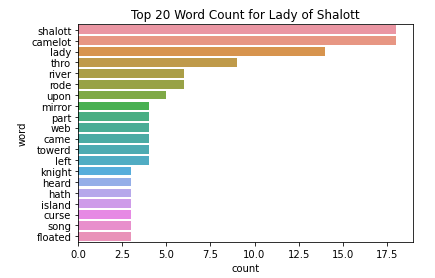 Top 20 Word Count for Lady of Shalott
shalott
camelot
lady
thro
river
rode
upon
mirror
part
web
came
towerd
left
knight
heard
hath
island
curse
song
floated
word
0.0 2.5 5.0 7.5 10.0 12.5 15.0 17.5
count